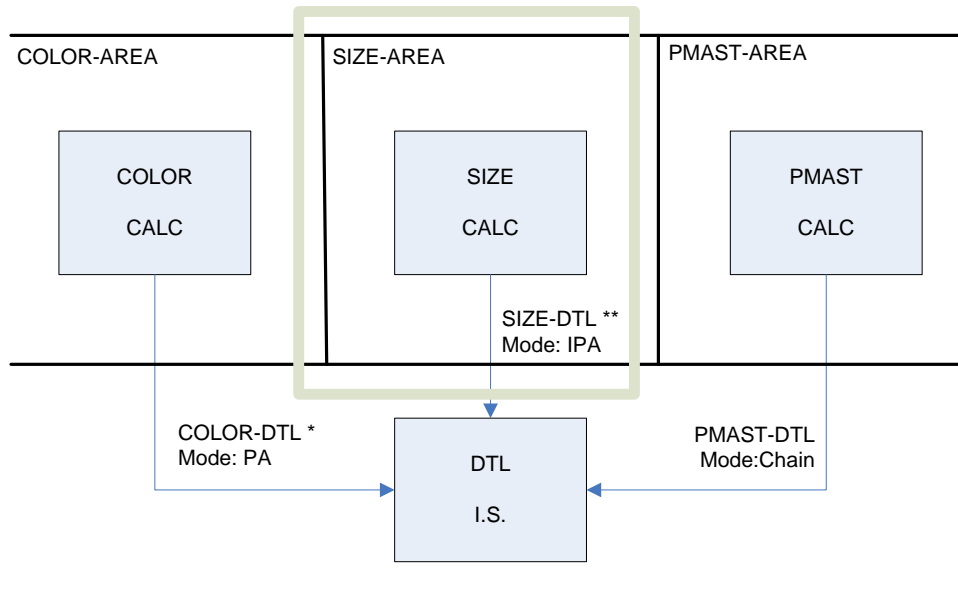 COLOR-AREA
SIZE-AREA
PMAST-AREA
COLOR
CALC
SIZE
CALC
PMAST
CALC
SIZE-DTL **
Mode: IPA
COLOR-DTL *
Mode: PA
PMAST-DTL
Mode:Chain
DTL
I.S.